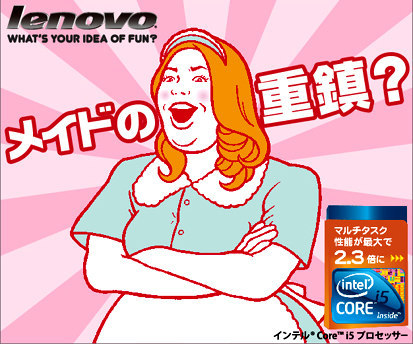 lenovo
WHAT'S YOUR IDEA OF FUN?
メイドの重鎮?
マルチタスク
性能が最大で
2.3倍に >>>
intel
CORE i5
inside™
インテル® Core™ i5 プロセッサー